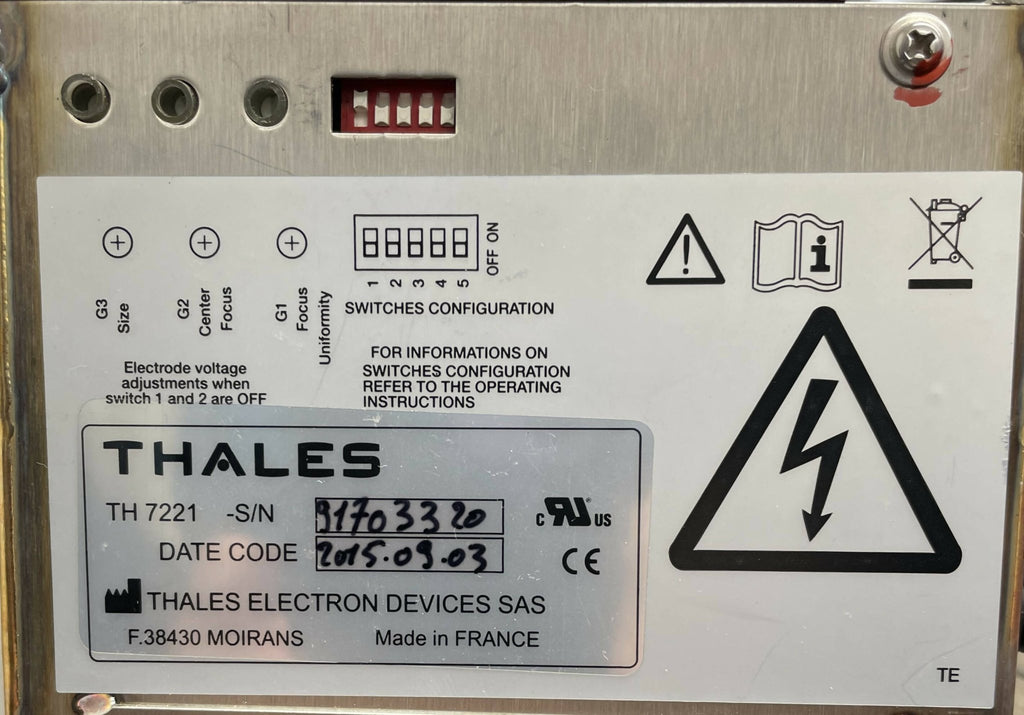 G3
Size
G2
Center
Focus
G1
Focus
Uniformity
1 2 3 4 5
OFF ON
SWITCHES CONFIGURATION
Electrode voltage
adjustments when
switch 1 and 2 are OFF
FOR INFORMATIONS ON
SWITCHES CONFIGURATION
REFER TO THE OPERATING
INSTRUCTIONS
THALES
TH 7221 -S/N 91703320
DATE CODE 2015.09.03
c RU ® US
CE
THALES ELECTRON DEVICES SAS
F.38430 MOIRANS Made in FRANCE
TE